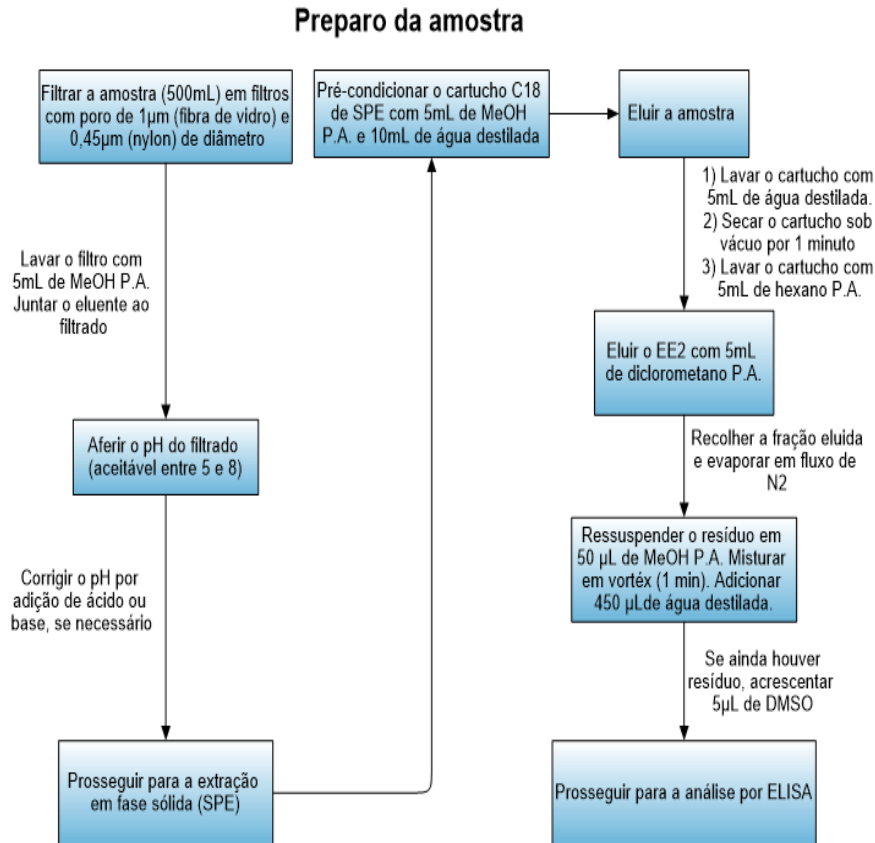 Preparo da amostra
Filtrar a amostra (500mL) em filtros
com poro de 1µm (fibra de vidro) e
0,45µm (nylon) de diâmetro
Lavar o filtro com
5mL de MeOH P.A.
Juntar o eluente ao
filtrado
Aferir o pH do filtrado
(aceitável entre 5 e 8)
Corrigir o pH por
adição de ácido ou
base, se necessário
Prosseguir para a extração
em fase sólida (SPE)
Pré-condicionar o cartucho C18
de SPE com 5mL de MeOH
P.A. e 10mL de água destilada
Eluir a amostra
1) Lavar o cartucho com
5mL de água destilada.
2) Secar o cartucho sob
vácuo por 1 minuto
3) Lavar o cartucho com
5mL de hexano P.A.
Eluir o EE2 com 5mL
de diclorometano P.A.
Recolher a fração eluida
e evaporar em fluxo de
N2
Ressuspender o resíduo em
50 µL de MeOH P.A. Misturar
em vortéx (1 min). Adicionar
450 µLde água destilada.
Se ainda houver
resíduo, acrescentar
5µL de DMSO
Prosseguir para a análise por ELISA